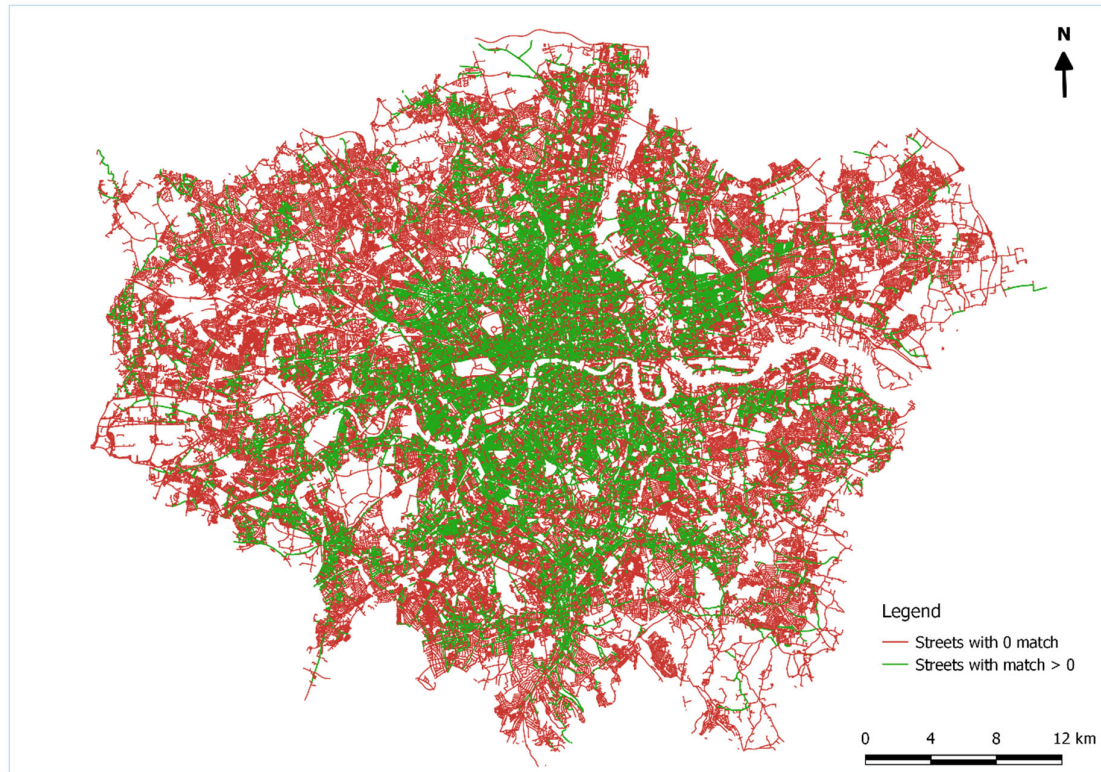 N
Legend
Streets with 0 match
Streets with match > 0
0 4 8 12 km